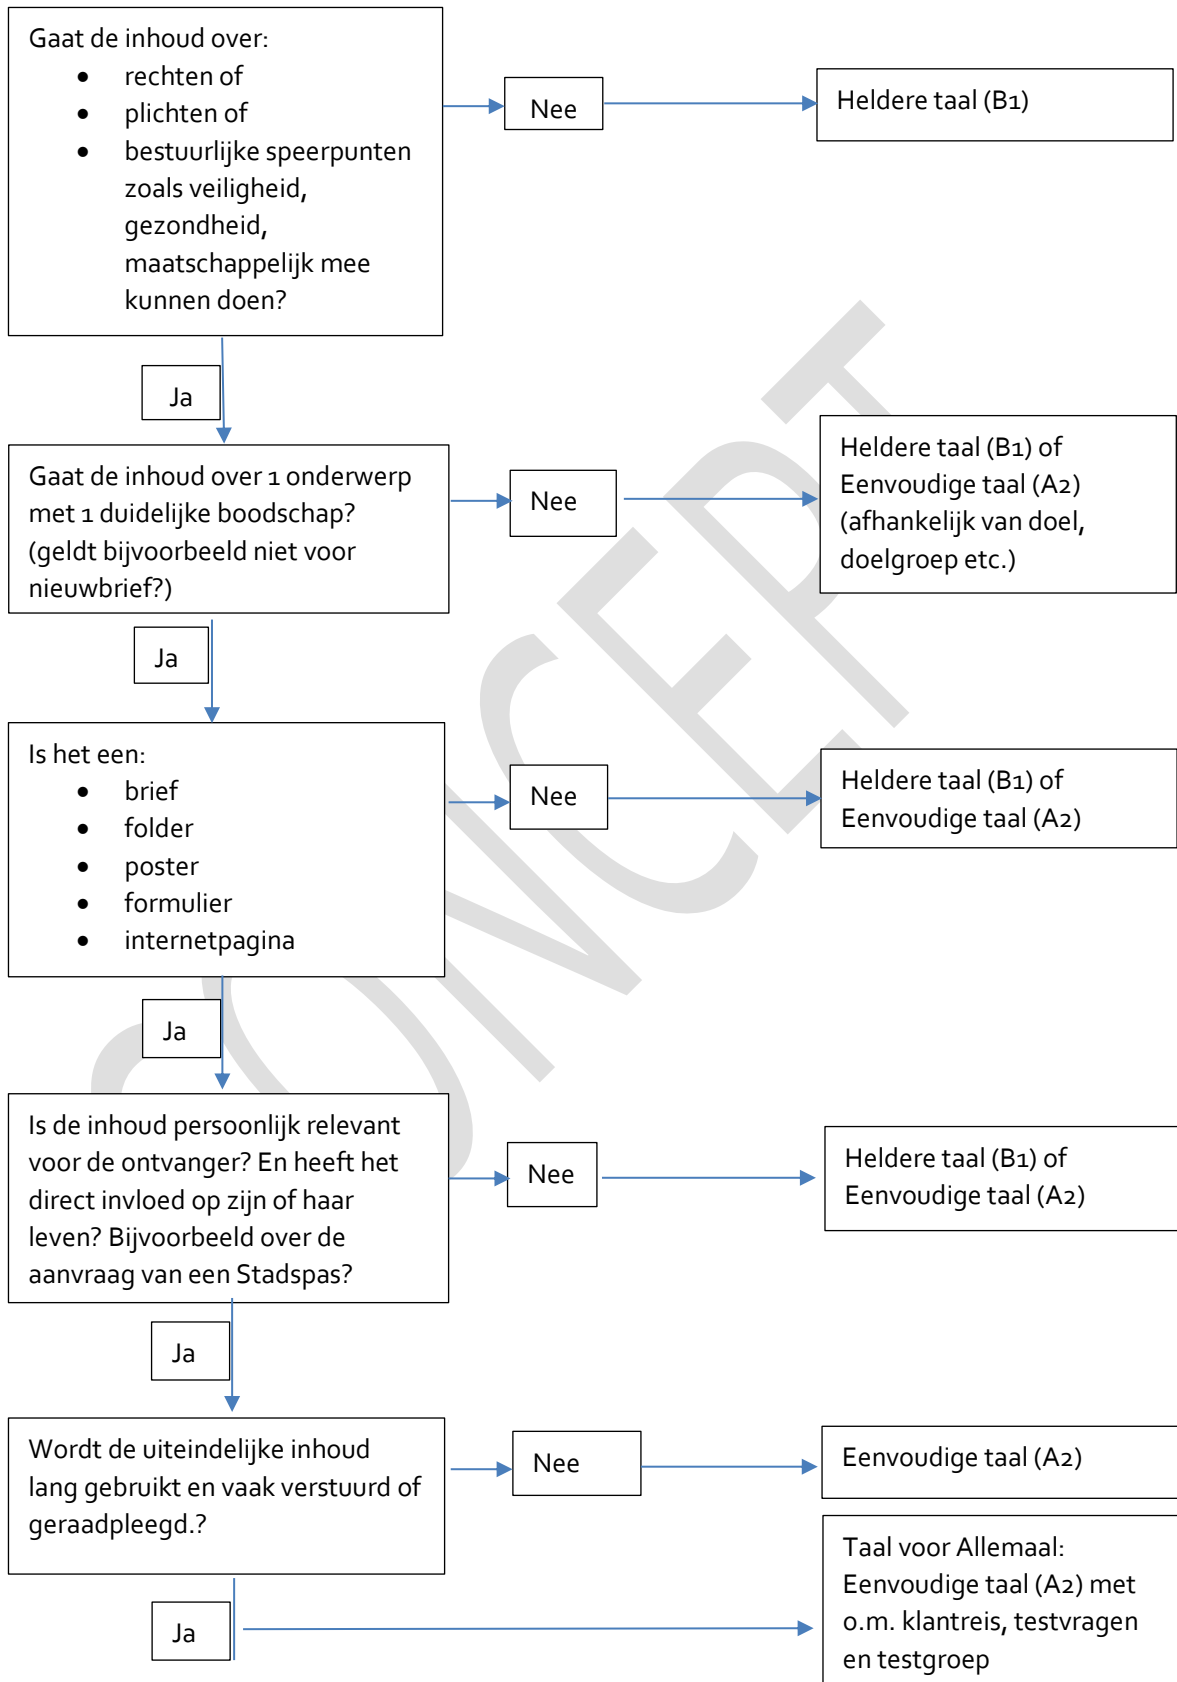 Gaat de inhoud over:
• rechten of
• plichten of
• bestuurlijke speerpunten
zoals veiligheid,
gezondheid,
maatschappelijk mee
kunnen doen?
Nee
Heldere taal (B1)
Ja
Gaat de inhoud over 1 onderwerp
met 1 duidelijke boodschap?
(geldt bijvoorbeeld niet voor
nieuwbrief?)
Nee
Heldere taal (B1) of
Eenvoudige taal (A2)
(afhankelijk van doel,
doelgroep etc.)
Ja
Is het een:
• brief
• folder
• poster
• formulier
• internetpagina
Nee
Heldere taal (B1) of
Eenvoudige taal (A2)
Ja
Is de inhoud persoonlijk relevant
voor de ontvanger? En heeft het
direct invloed op zijn of haar
leven? Bijvoorbeeld over de
aanvraag van een Stadspas?
Nee
Heldere taal (B1) of
Eenvoudige taal (A2)
Ja
Wordt de uiteindelijke inhoud
lang gebruikt en vaak verstuurd of
geraadpleegd.?
Nee
Eenvoudige taal (A2)
Ja
Taal voor Allemaal:
Eenvoudige taal (A2) met
o.m. klantreis, testvragen
en testgroep
CONCEPT